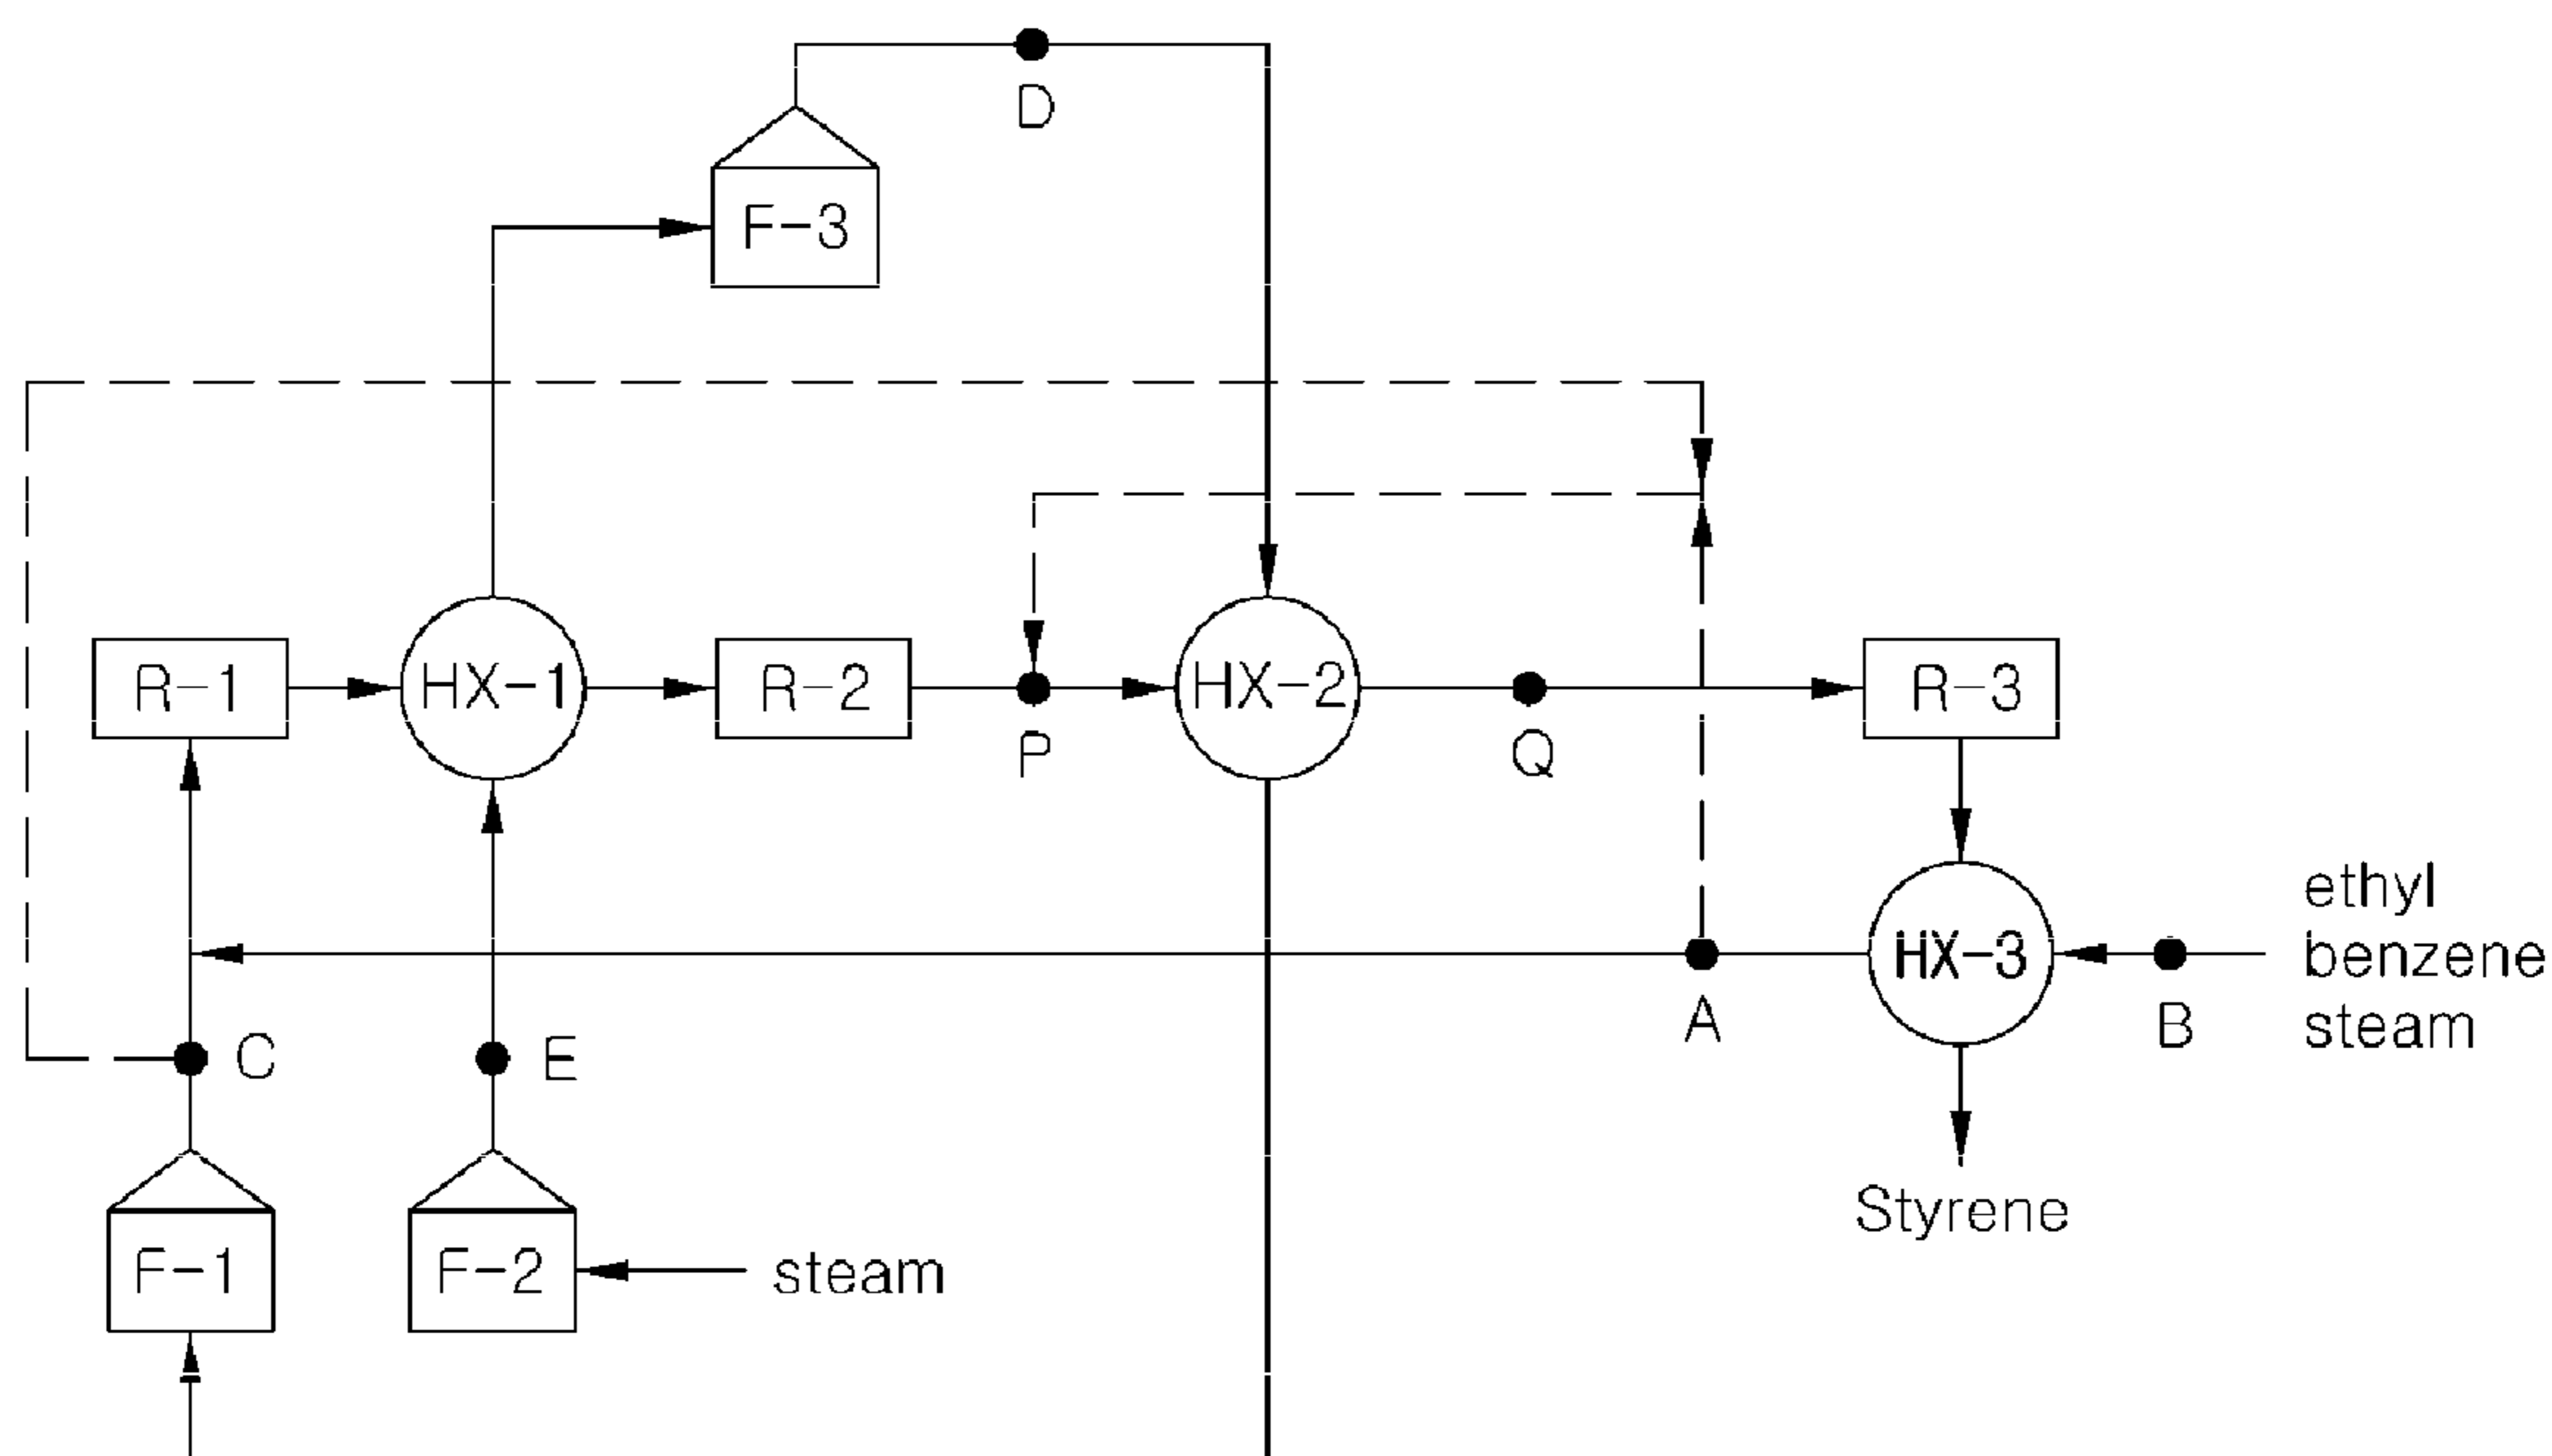 D
F-3
R-1
HX-1
R-2
P
HX-2
Q
R-3
HX-3
A
B
ethyl
benzene
steam
C
E
Styrene
F-1
F-2
steam